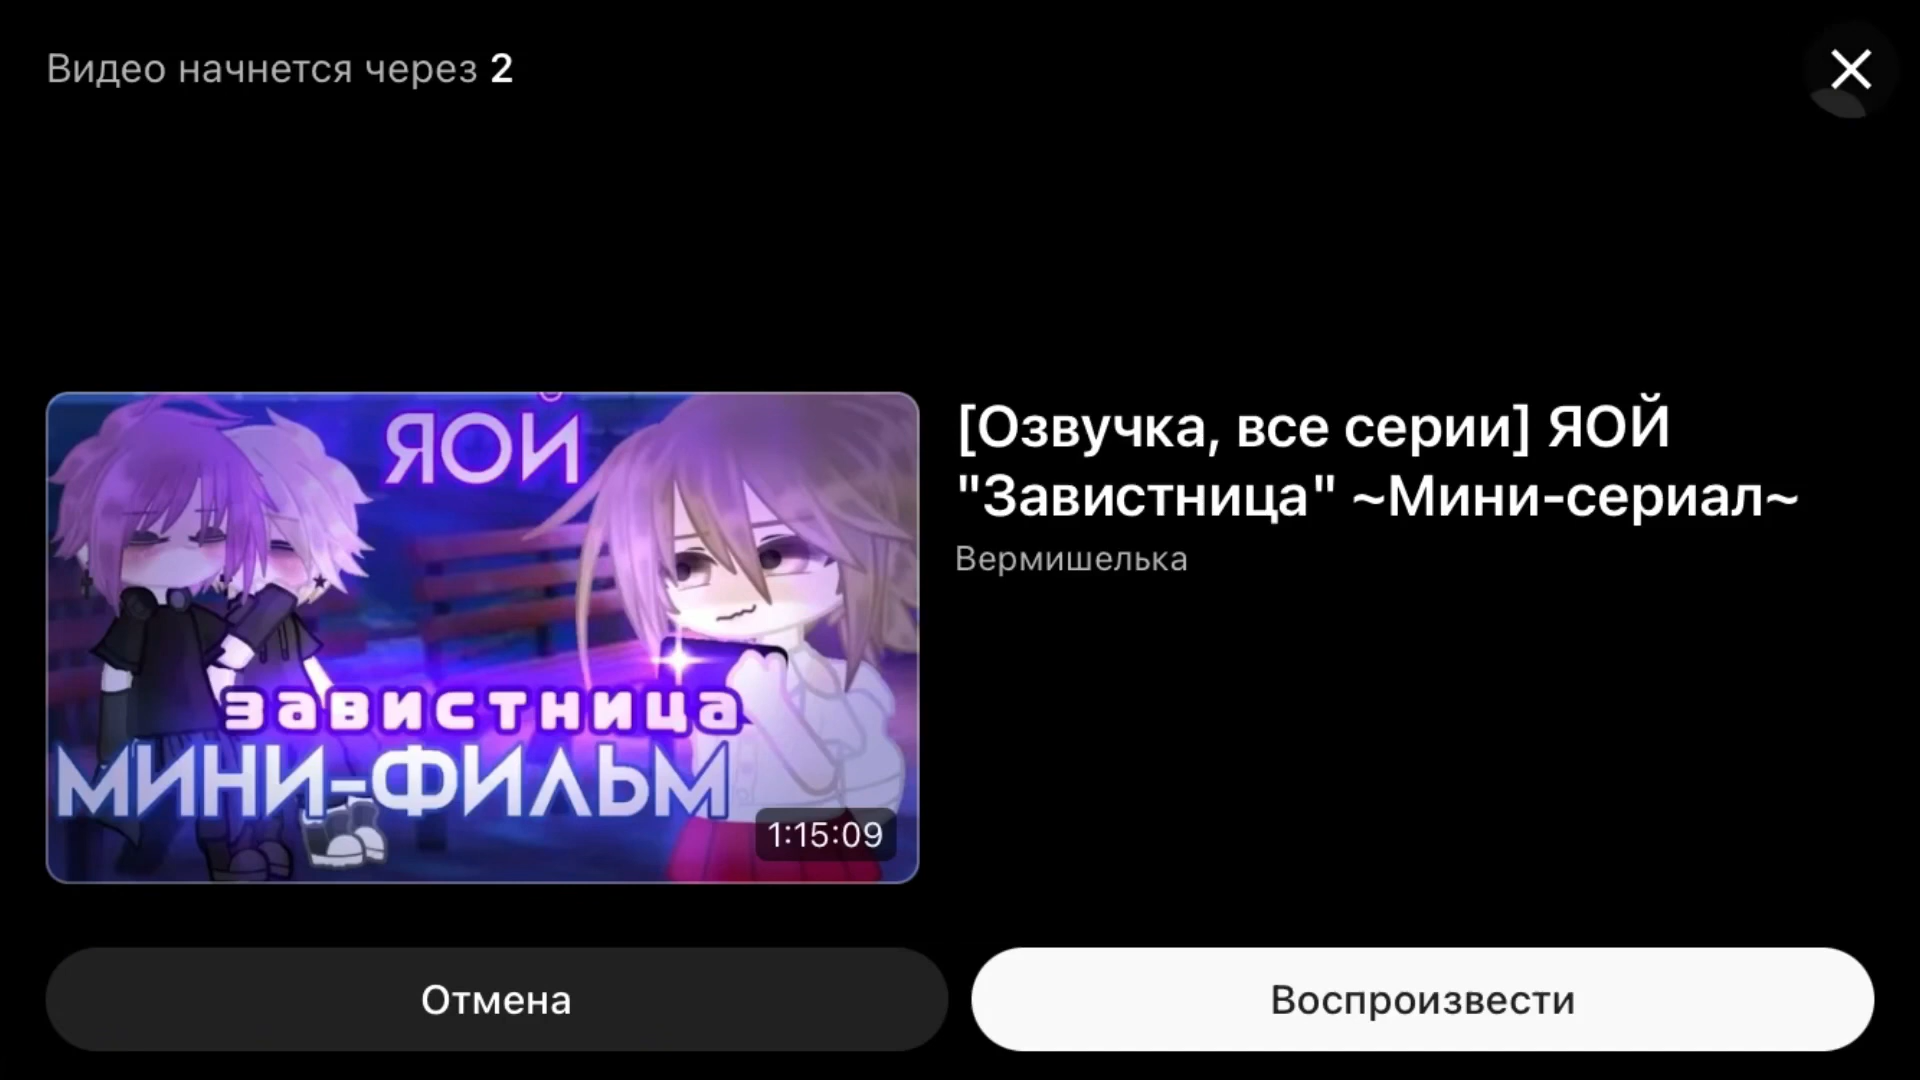 Видео начнется через 2
ЯОЙ
завистница
МИНИ-ФИЛЬМ
1:15:09
[Озвучка, все серии] ЯОЙ
"Завистница" ~Мини-сериал~
Вермишелька
Отмена
Воспроизвести